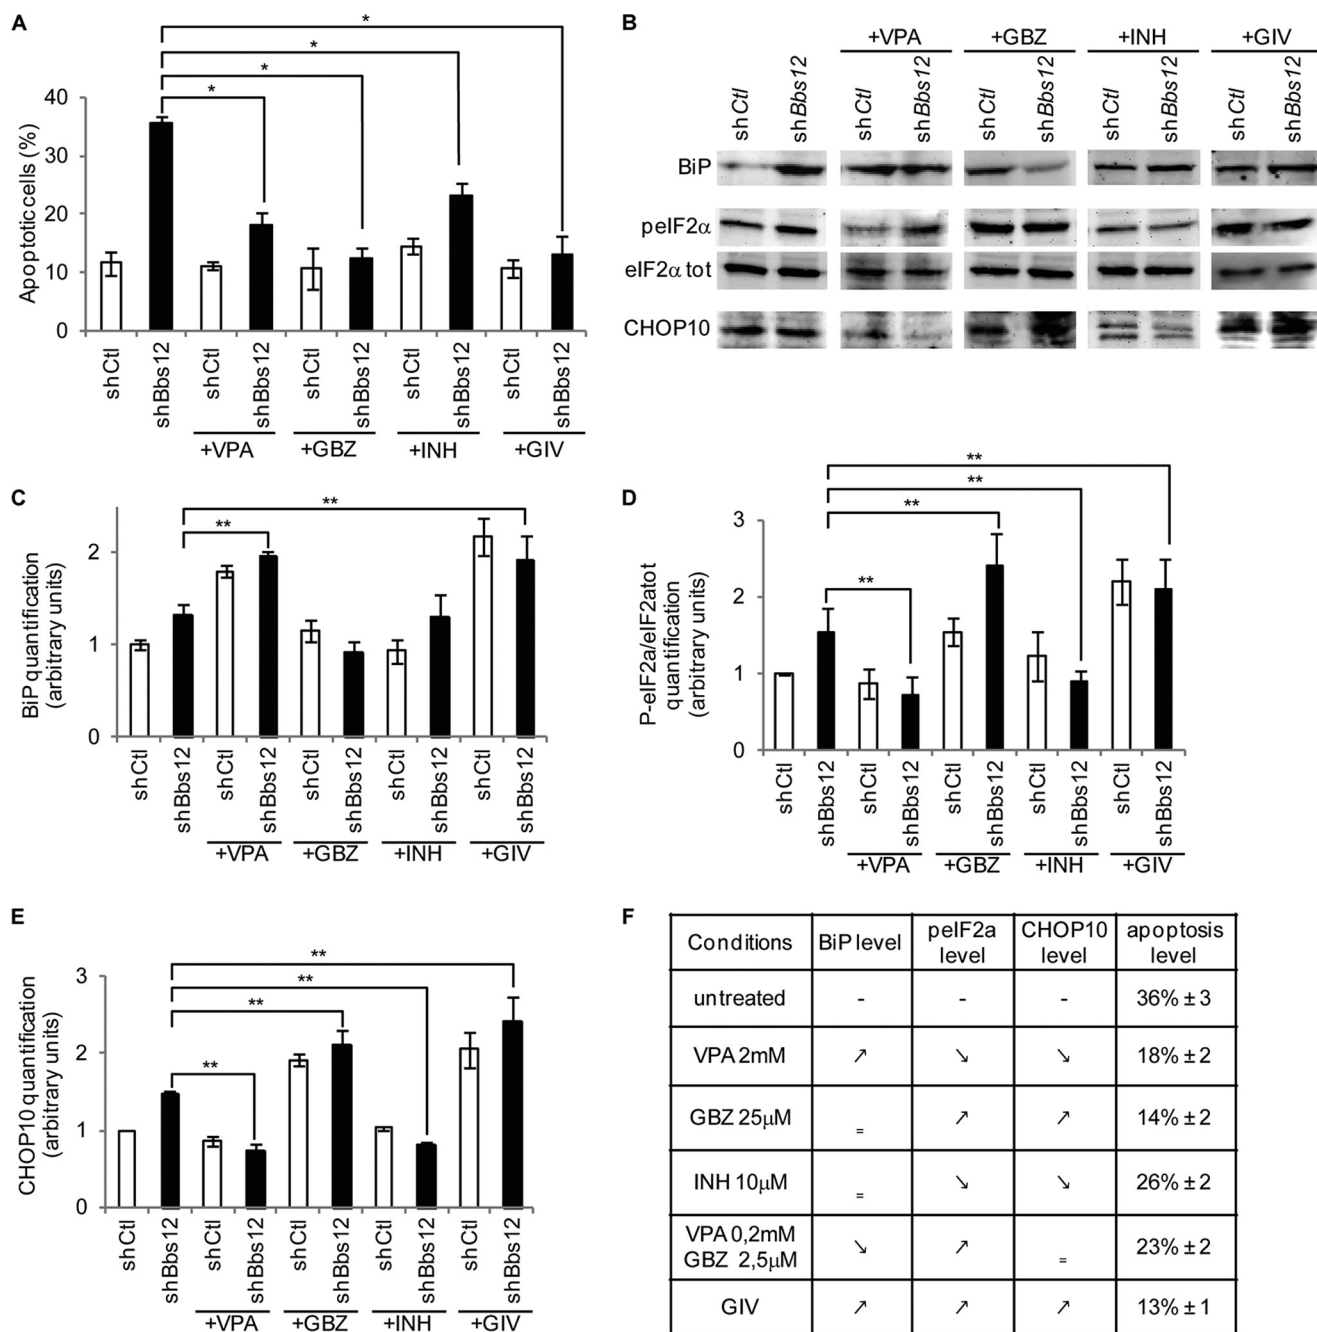 A
*
*
*
*
Apoptotic cells (%)
40
30
20
10
0
shCtl
shBbs12
shCtl
shBbs12
shCtl
shBbs12
shCtl
shBbs12
shCtl
shBbs12
+VPA
+GBZ
+INH
+GIV
B
+VPA
+GBZ
+INH
+GIV
shCtl
shBbs12
shCtl
shBbs12
shCtl
shBbs12
shCtl
shBbs12
shCtl
shBbs12
BiP
peIF2α
eIF2α tot
CHOP10
C
**
**
BiP quantification
(arbitrary units)
2
1
0
shCtl
shBbs12
shCtl
shBbs12
shCtl
shBbs12
shCtl
shBbs12
shCtl
shBbs12
+VPA
+GBZ
+INH
+GIV
D
**
**
**
**
P-eIF2a/eIF2atot
quantification
(arbitrary units)
3
2
1
0
shCtl
shBbs12
shCtl
shBbs12
shCtl
shBbs12
shCtl
shBbs12
shCtl
shBbs12
+VPA
+GBZ
+INH
+GIV
E
**
**
**
**
CHOP10 quantification
(arbitrary units)
3
2
1
0
shCtl
shBbs12
shCtl
shBbs12
shCtl
shBbs12
shCtl
shBbs12
shCtl
shBbs12
+VPA
+GBZ
+INH
+GIV
F
Conditions BiP level peIF2a level CHOP10 level apoptosis level
untreated - - - 36% ± 3
VPA 2mM ↗ ↘ ↘ 18% ± 2
GBZ 25µM = ↗ ↗ 14% ± 2
INH 10µM = ↘ ↘ 26% ± 2
VPA 0,2mM
GBZ 2,5µM ↘ ↗ = 23% ± 2
GIV ↗ ↗ ↗ 13% ± 1